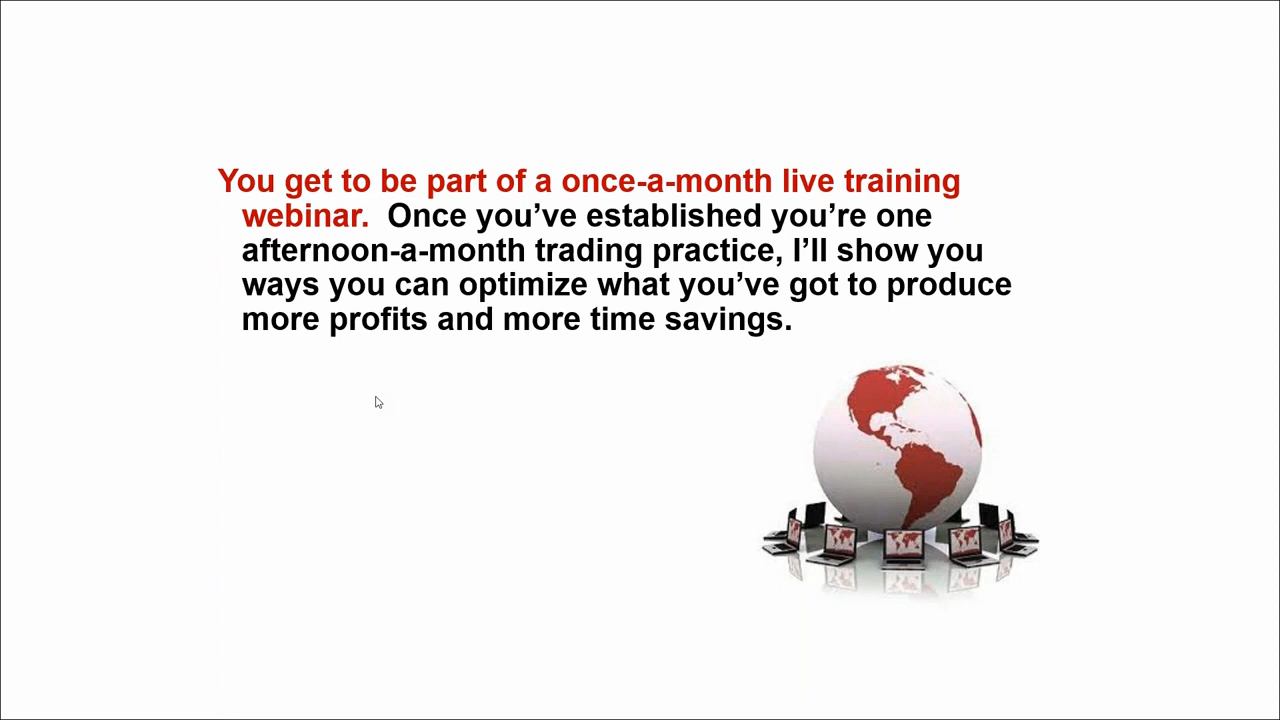 You get to be part of a once-a-month live training
webinar.  Once you’ve established you’re one
afternoon-a-month trading practice, I’ll show you
ways you can optimize what you’ve got to produce
more profits and more time savings.